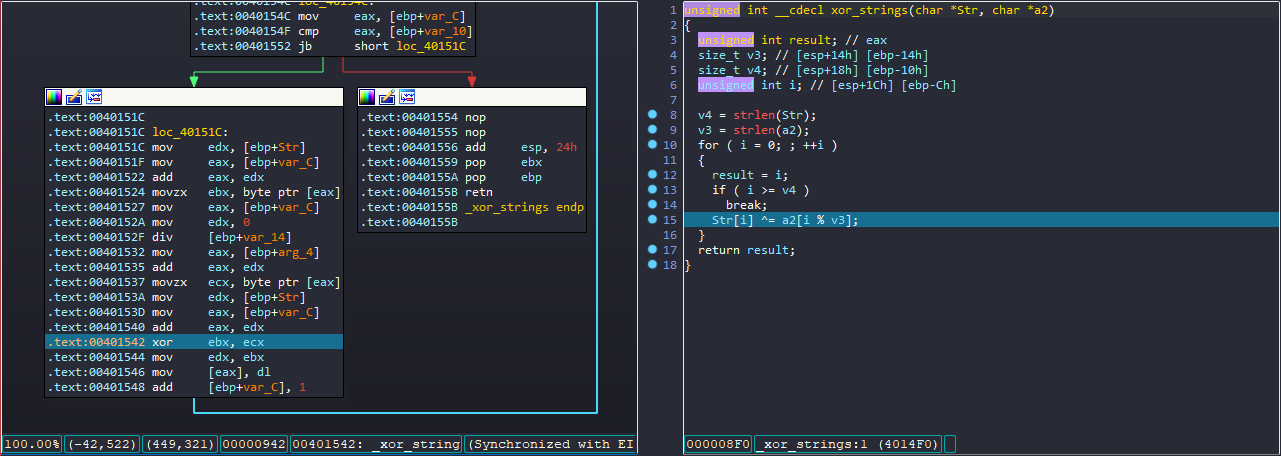 .text:0040154C loc_40154C:
.text:0040154C mov eax, [ebp+var_C]
.text:0040154F cmp eax, [ebp+var_10]
.text:00401552 jb short loc_40151C
.text:0040151C
.text:0040151C loc_40151C:
.text:0040151C mov edx, [ebp+Str]
.text:0040151F mov eax, [ebp+var_C]
.text:00401522 add eax, edx
.text:00401524 movzx ebx, byte ptr [eax]
.text:00401527 mov eax, [ebp+var_C]
.text:0040152A mov edx, 0
.text:0040152F div [ebp+var_14]
.text:00401532 mov eax, [ebp+arg_4]
.text:00401535 add eax, edx
.text:00401537 movzx ecx, byte ptr [eax]
.text:0040153A mov edx, [ebp+Str]
.text:0040153D mov eax, [ebp+var_C]
.text:00401540 add eax, edx
.text:00401542 xor ebx, ecx
.text:00401544 mov edx, ebx
.text:00401546 mov [eax], dl
.text:00401548 add [ebp+var_C], 1
.text:00401554 nop
.text:00401555 nop
.text:00401556 add esp, 24h
.text:00401559 pop ebx
.text:0040155A pop ebp
.text:0040155B retn
.text:0040155B _xor_strings endp
.text:0040155B
100.00% (-42,522) (449,321) 00000942 00401542: _xor_string (Synchronized with EI
1 unsigned int __cdecl xor_strings(char *Str, char *a2)
2 {
3 unsigned int result; // eax
4 size_t v3; // [esp+14h] [ebp-14h]
5 size_t v4; // [esp+18h] [ebp-10h]
6 unsigned int i; // [esp+1Ch] [ebp-Ch]
7
8 v4 = strlen(Str);
9 v3 = strlen(a2);
10 for ( i = 0; ; ++i )
11 {
12 result = i;
13 if ( i >= v4 )
14 break;
15 Str[i] ^= a2[i % v3];
16 }
17 return result;
18 }
000008F0 _xor_strings:1 (4014F0)